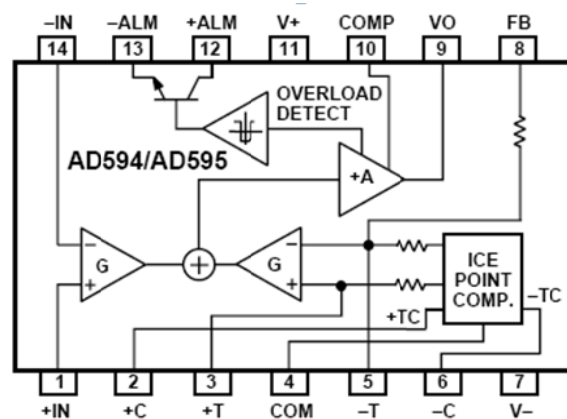 –IN –ALM +ALM V+ COMP VO FB
14 13 12 11 10 9 8
OVERLOAD
DETECT
AD594/AD595
+A
– G +
+
– G +
ICE
POINT
COMP.
+TC
–TC
1 2 3 4 5 6 7
+IN +C +T COM –T –C V–